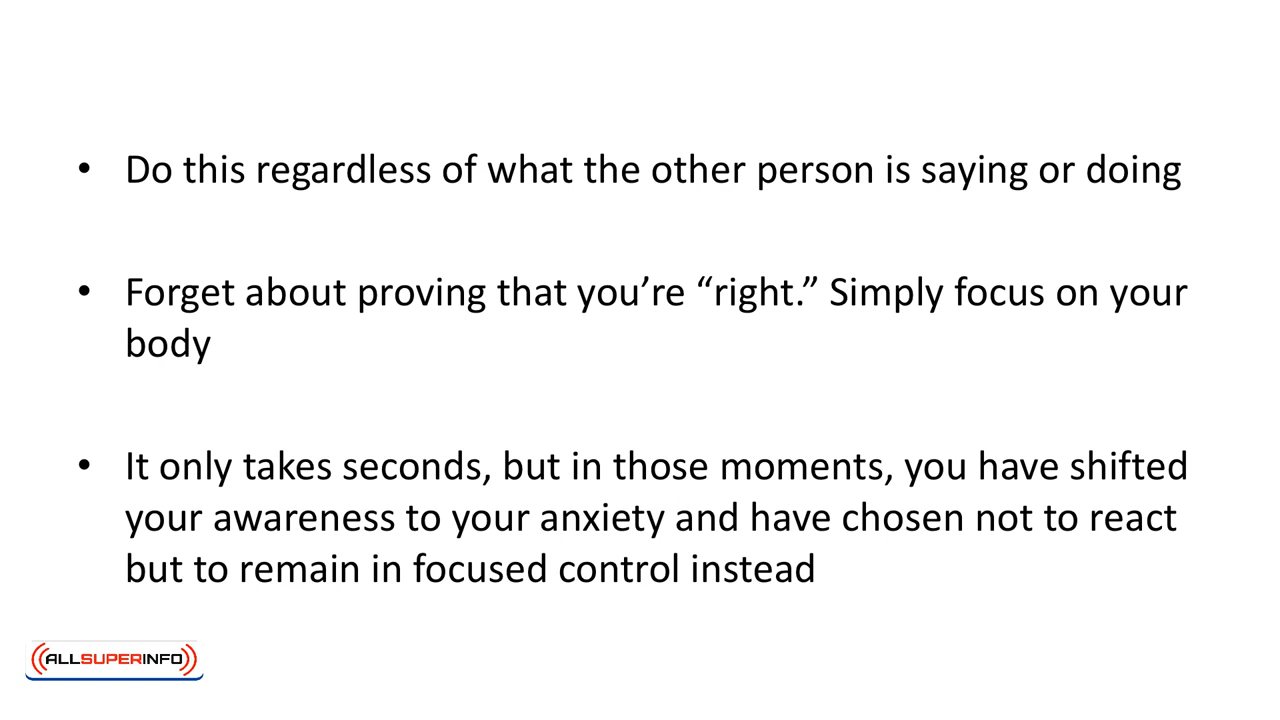 • Do this regardless of what the other person is saying or doing
• Forget about proving that you’re “right.” Simply focus on your
body
• It only takes seconds, but in those moments, you have shifted
your awareness to your anxiety and have chosen not to react
but to remain in focused control instead
ALLSUPERINFO